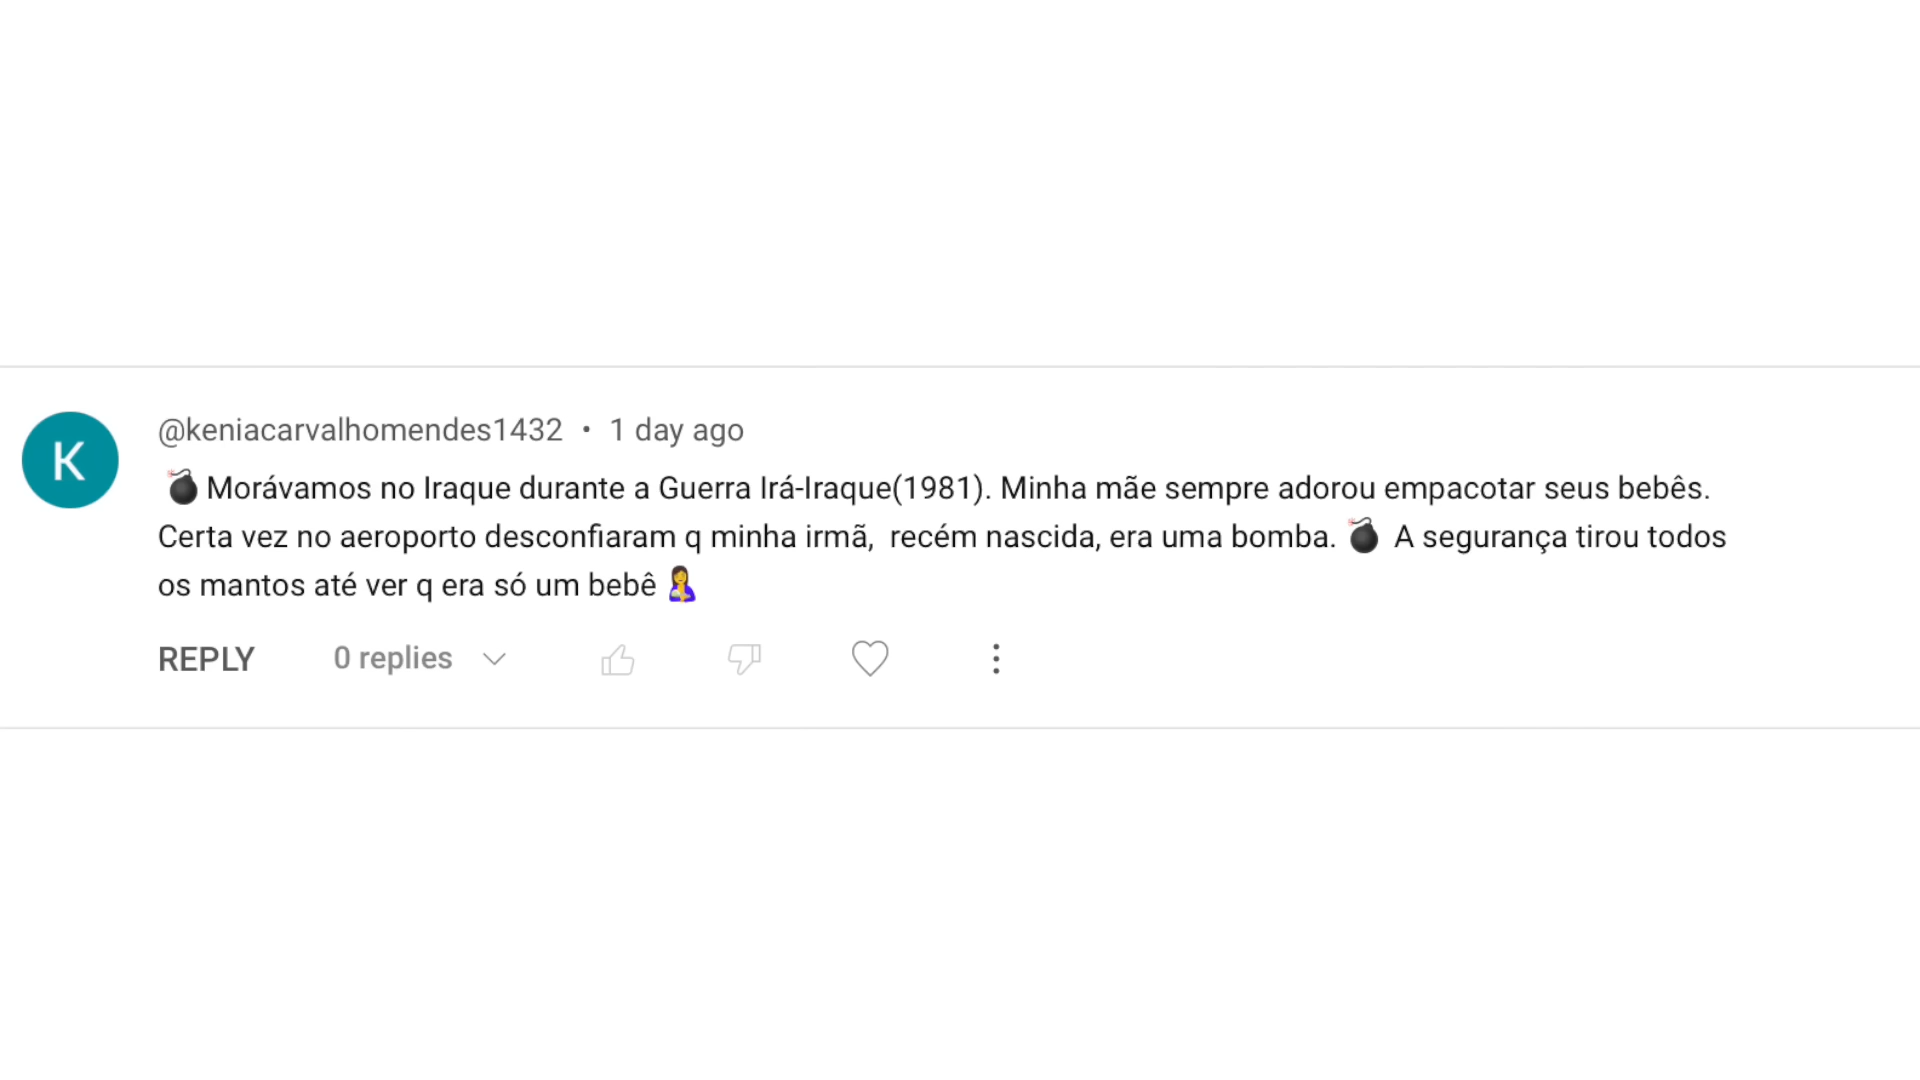 K
@keniacarvalhomendes1432 • 1 day ago
💣 Morávamos no Iraque durante a Guerra Irá-Iraque(1981). Minha mãe sempre adorou empacotar seus bebês.
Certa vez no aeroporto desconfiaram q minha irmã,  recém nascida, era uma bomba. 💣 A segurança tirou todos
os mantos até ver q era só um bebê 🤱
REPLY 0 replies